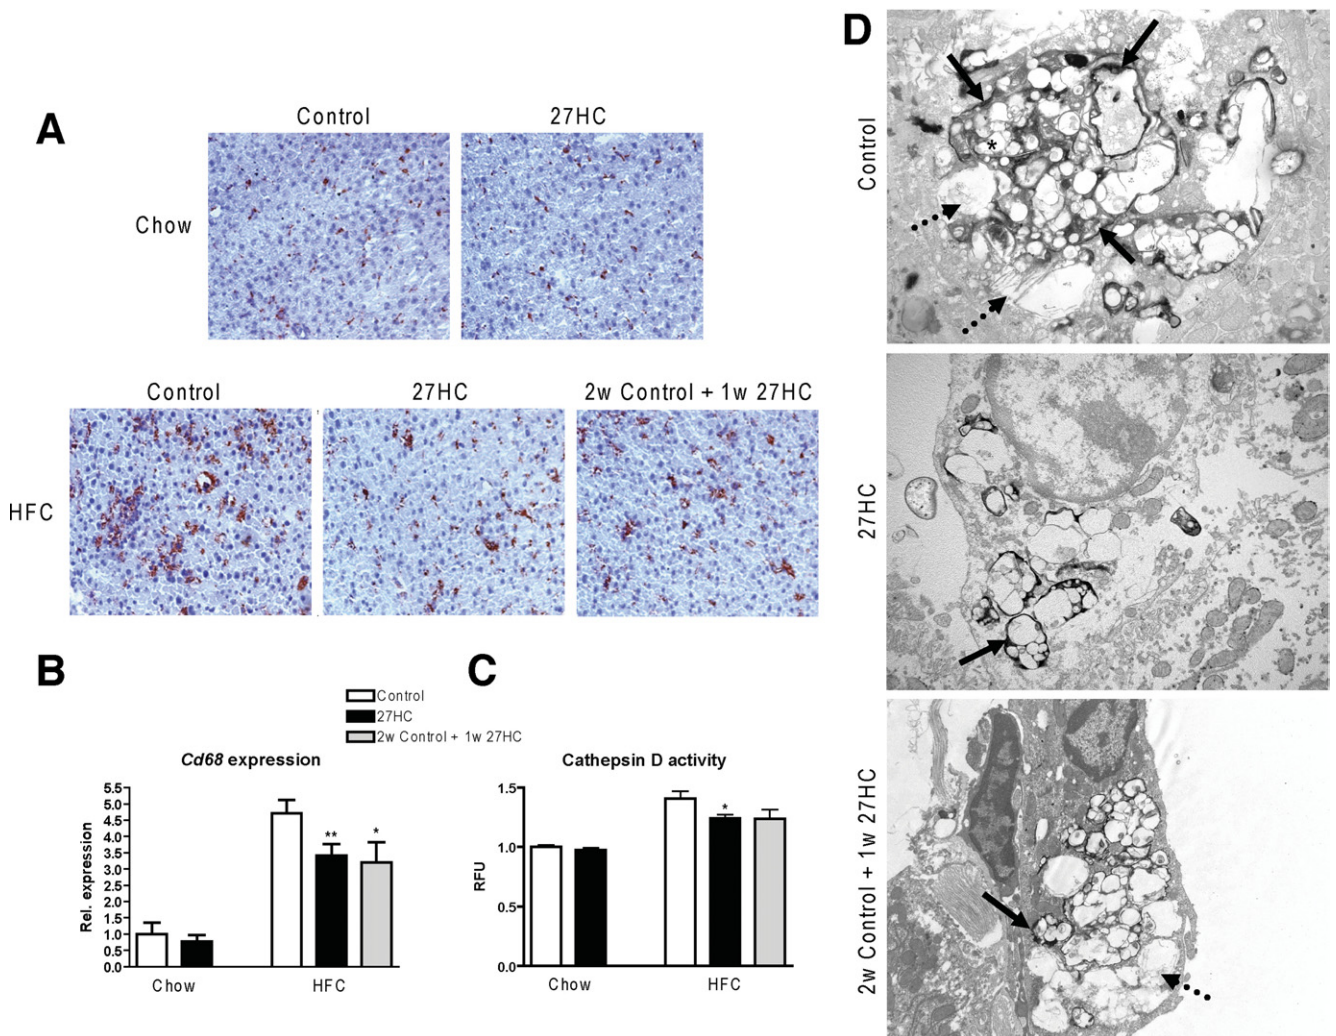 A
Control
27HC
Chow
Control
27HC
2w Control + 1w 27HC
HFC
B
Control
27HC
2w Control + 1w 27HC
Cd68 expression
Rel. expression
5.5
5.0
4.5
4.0
3.5
3.0
2.5
2.0
1.5
1.0
0.5
0.0
**
*
Chow
HFC
C
Cathepsin D activity
RFU
1.5
1.0
0.5
0.0
*
Chow
HFC
D
Control
*
27HC
2w Control + 1w 27HC